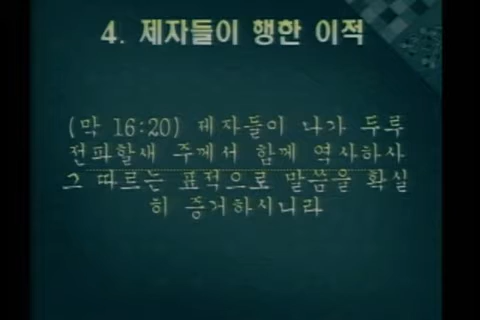 4. 제자들이 행한 이적
(막 16:20) 제자들이 나가 두루
전파할새 주께서 함께 역사하사
그 따르는 표적으로 말씀을 확실
히 증거하시니라